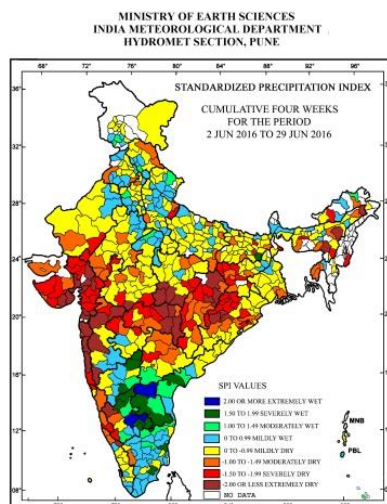 MINISTRY OF EARTH SCIENCES
INDIA METEOROLOGICAL DEPARTMENT
HYDROMET SECTION, PUNE
68° 72° 76° 80° 84° 88° 92° 96°
STANDARDIZED PRECIPITATION INDEX
CUMULATIVE FOUR WEEKS
FOR THE PERIOD
2 JUN 2016 TO 29 JUN 2016
36°
32°
28°
24°
20°
16°
12°
08°
SPI VALUES
2.00 OR MORE EXTREMELY WET
1.50 TO 1.99 SEVERELY WET
1.00 TO 1.49 MODERATELY WET
0 TO 0.99 MILDLY WET
0 TO -0.99 MILDLY DRY
-1.00 TO -1.49 MODERATELY DRY
-1.50 TO -1.99 SEVERELY DRY
-2.00 OR LESS EXTREMELY DRY
NO DATA
MNB
PBL